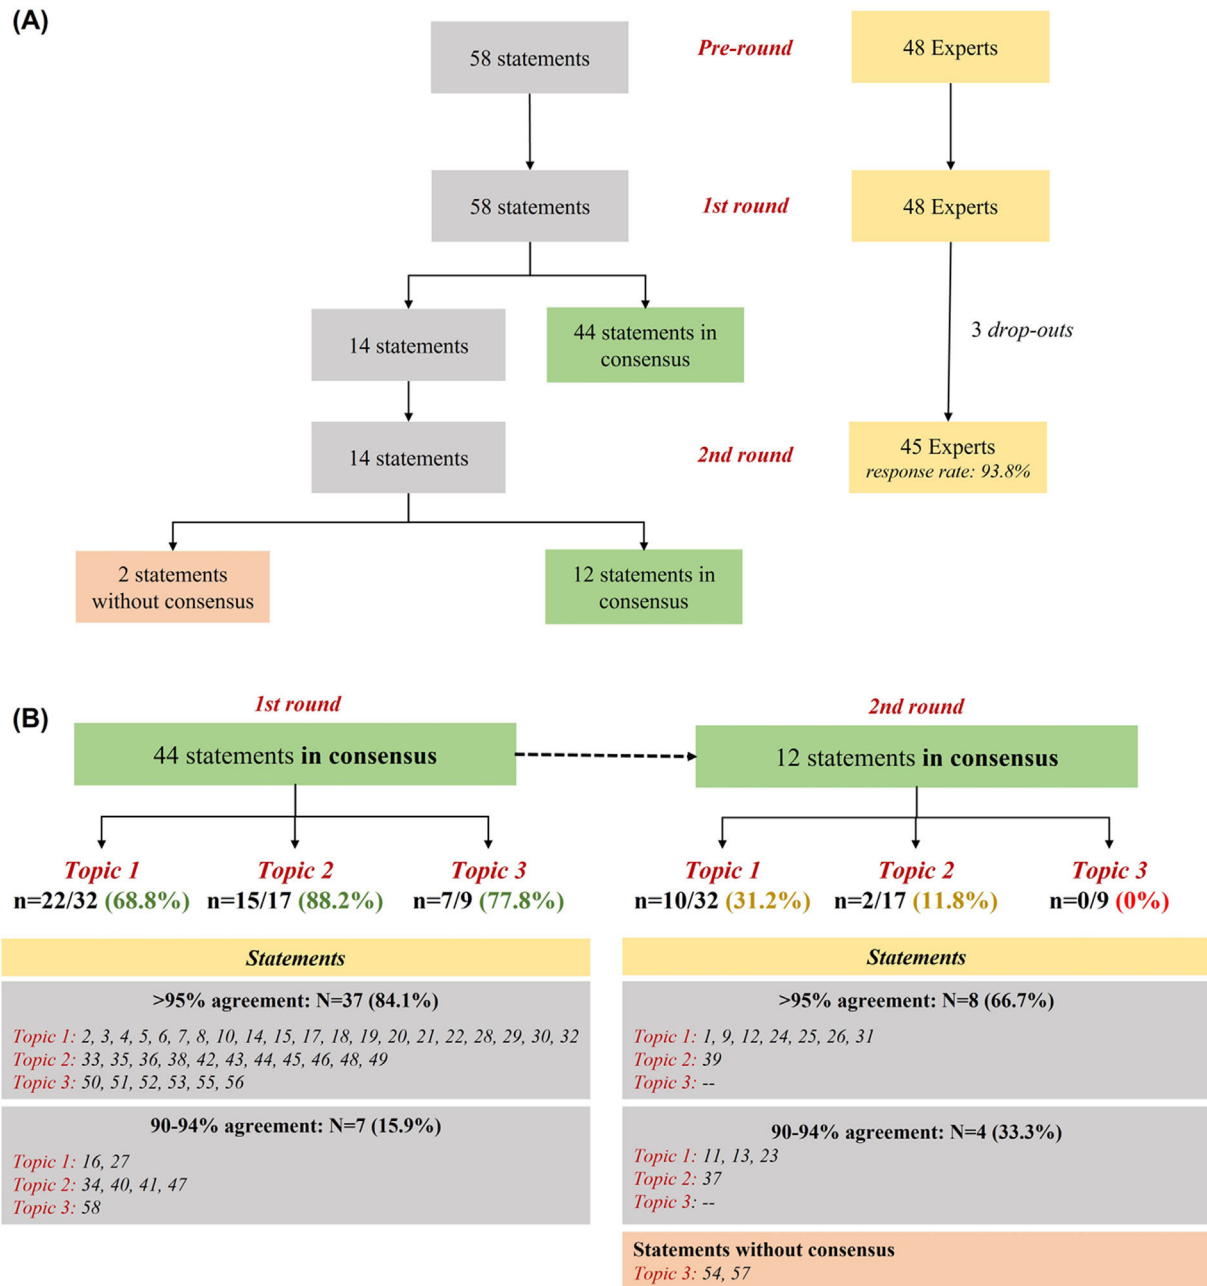 (A)
58 statements
Pre-round
48 Experts
58 statements
1st round
48 Experts
14 statements
44 statements in
consensus
3 drop-outs
14 statements
2nd round
45 Experts
response rate: 93.8%
2 statements
without consensus
12 statements in
consensus
(B)
1st round
44 statements in consensus
2nd round
12 statements in consensus
Topic 1
n=22/32 (68.8%)
Topic 2
n=15/17 (88.2%)
Topic 3
n=7/9 (77.8%)
Topic 1
n=10/32 (31.2%)
Topic 2
n=2/17 (11.8%)
Topic 3
n=0/9 (0%)
Statements
>95% agreement: N=37 (84.1%)
Topic 1: 2, 3, 4, 5, 6, 7, 8, 10, 14, 15, 17, 18, 19, 20, 21, 22, 28, 29, 30, 32
Topic 2: 33, 35, 36, 38, 42, 43, 44, 45, 46, 48, 49
Topic 3: 50, 51, 52, 53, 55, 56
90-94% agreement: N=7 (15.9%)
Topic 1: 16, 27
Topic 2: 34, 40, 41, 47
Topic 3: 58
Statements
>95% agreement: N=8 (66.7%)
Topic 1: 1, 9, 12, 24, 25, 26, 31
Topic 2: 39
Topic 3: --
90-94% agreement: N=4 (33.3%)
Topic 1: 11, 13, 23
Topic 2: 37
Topic 3: --
Statements without consensus
Topic 3: 54, 57